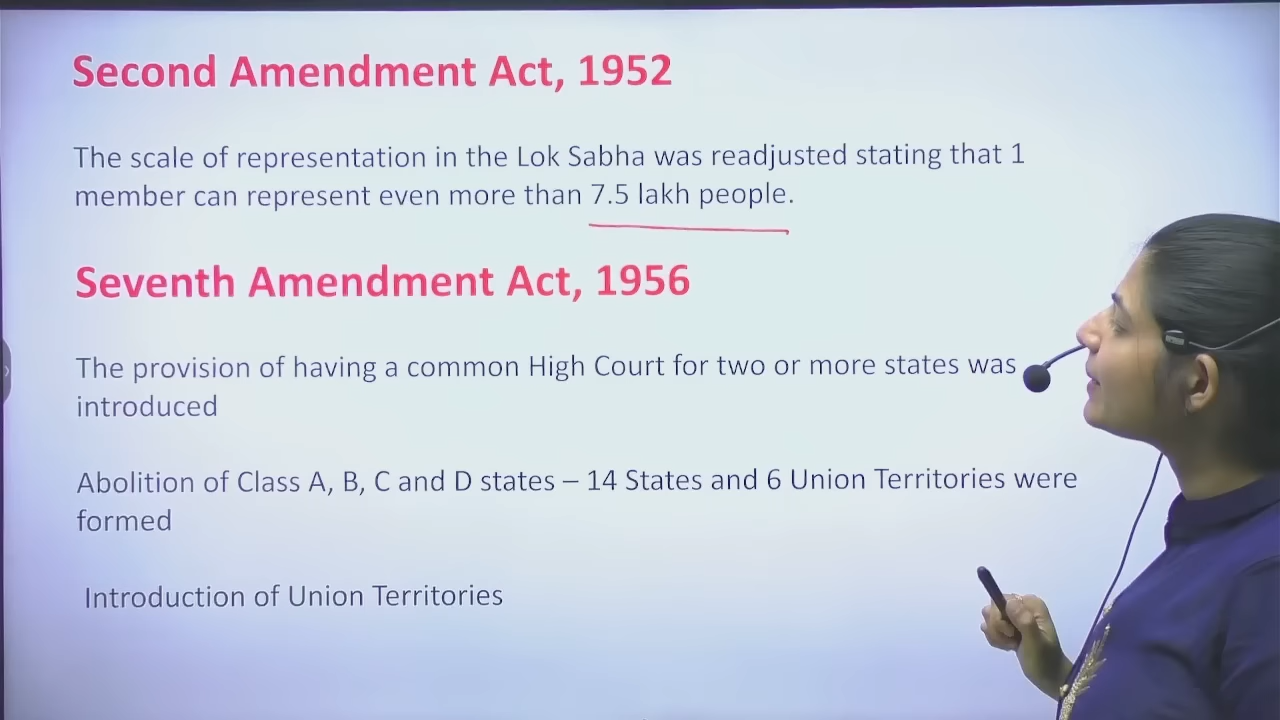 Second Amendment Act, 1952
The scale of representation in the Lok Sabha was readjusted stating that 1
member can represent even more than 7.5 lakh people.
Seventh Amendment Act, 1956
The provision of having a common High Court for two or more states was
introduced
Abolition of Class A, B, C and D states – 14 States and 6 Union Territories were
formed
Introduction of Union Territories